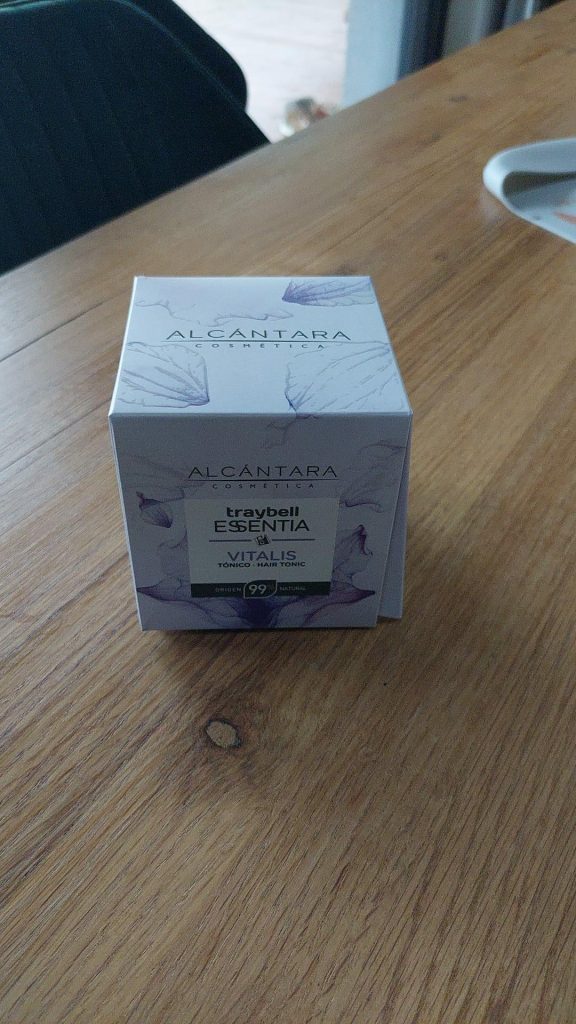 ALCÁNTARA
COSMÉTICA
ALCÁNTARA
COSMÉTICA
traybell
ESSENTIA
VITALIS
TÓNICO · HAIR TONIC
ORIGEN 99% NATURAL